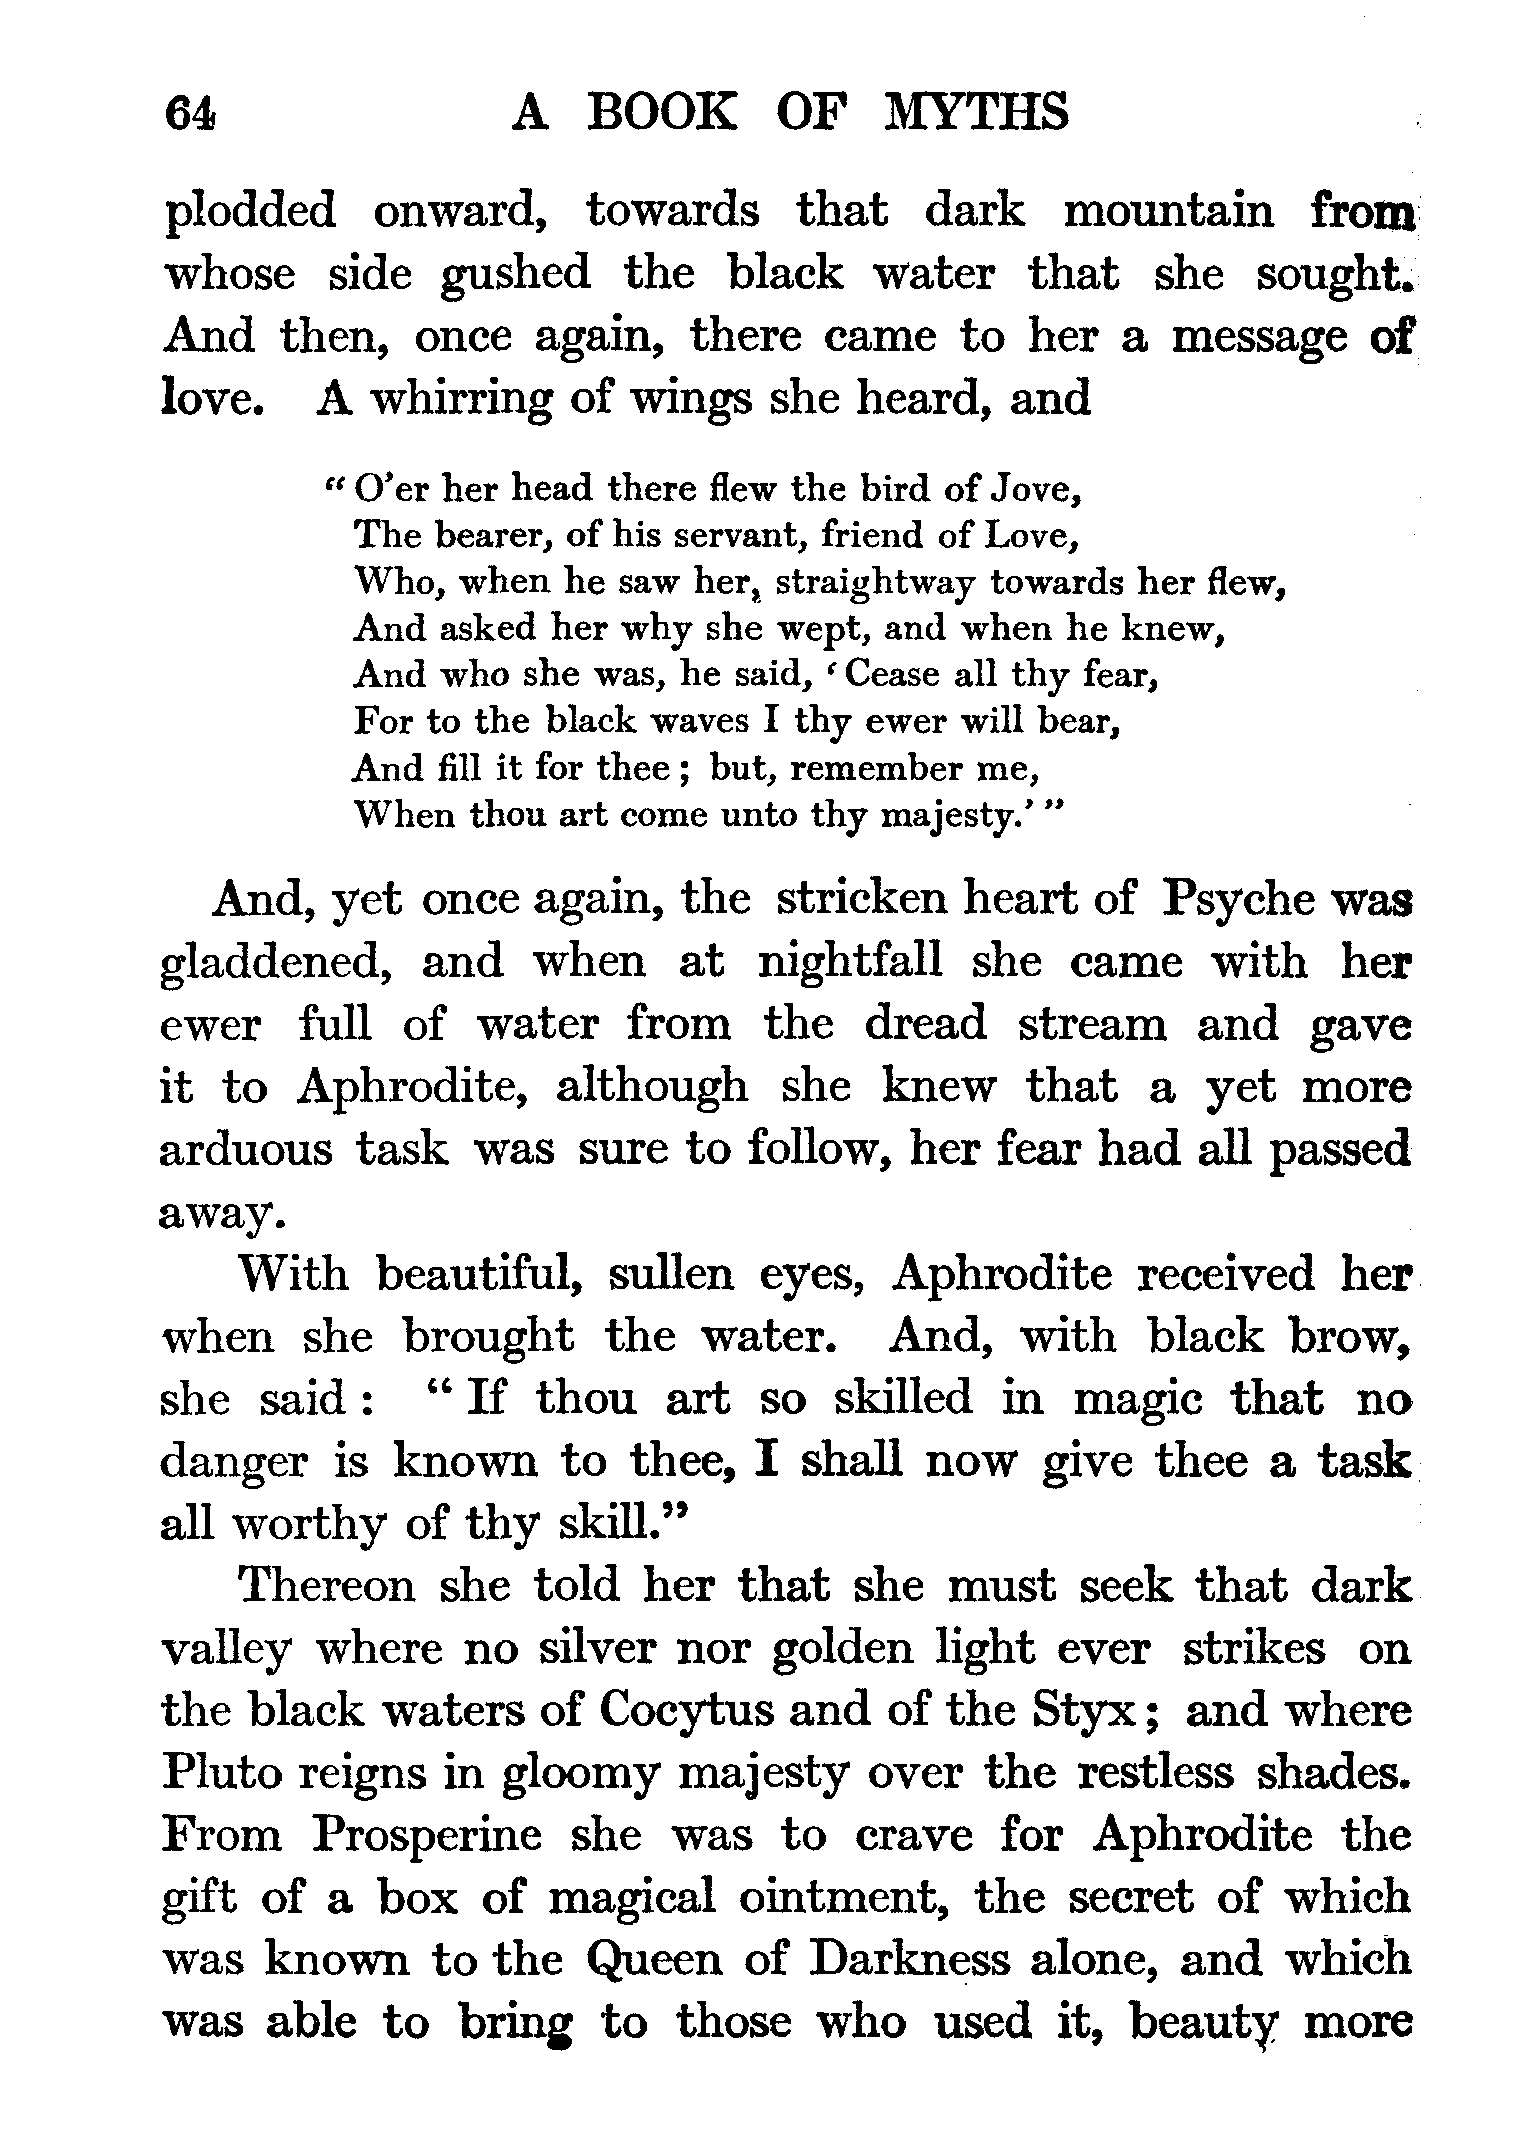 64 A BOOK OF MYTHS
plodded onward, towards that dark mountain from
whose side gushed the black water that she sought.
And then, once again, there came to her a message of
love. A whirring of wings she heard, and
“ O’er her head there flew the bird of Jove,
The bearer, of his servant, friend of Love,
Who, when he saw her, straightway towards her flew,
And asked her why she wept, and when he knew,
And who she was, he said, ‘ Cease all thy fear,
For to the black waves I thy ewer will bear,
And fill it for thee ; but, remember me,
When thou art come unto thy majesty.’ ”
And, yet once again, the stricken heart of Psyche was
gladdened, and when at nightfall she came with her
ewer full of water from the dread stream and gave
it to Aphrodite, although she knew that a yet more
arduous task was sure to follow, her fear had all passed
away.
With beautiful, sullen eyes, Aphrodite received her
when she brought the water. And, with black brow,
she said : “ If thou art so skilled in magic that no
danger is known to thee, I shall now give thee a task
all worthy of thy skill.”
Thereon she told her that she must seek that dark
valley where no silver nor golden light ever strikes on
the black waters of Cocytus and of the Styx ; and where
Pluto reigns in gloomy majesty over the restless shades.
From Prosperine she was to crave for Aphrodite the
gift of a box of magical ointment, the secret of which
was known to the Queen of Darkness alone, and which
was able to bring to those who used it, beauty more